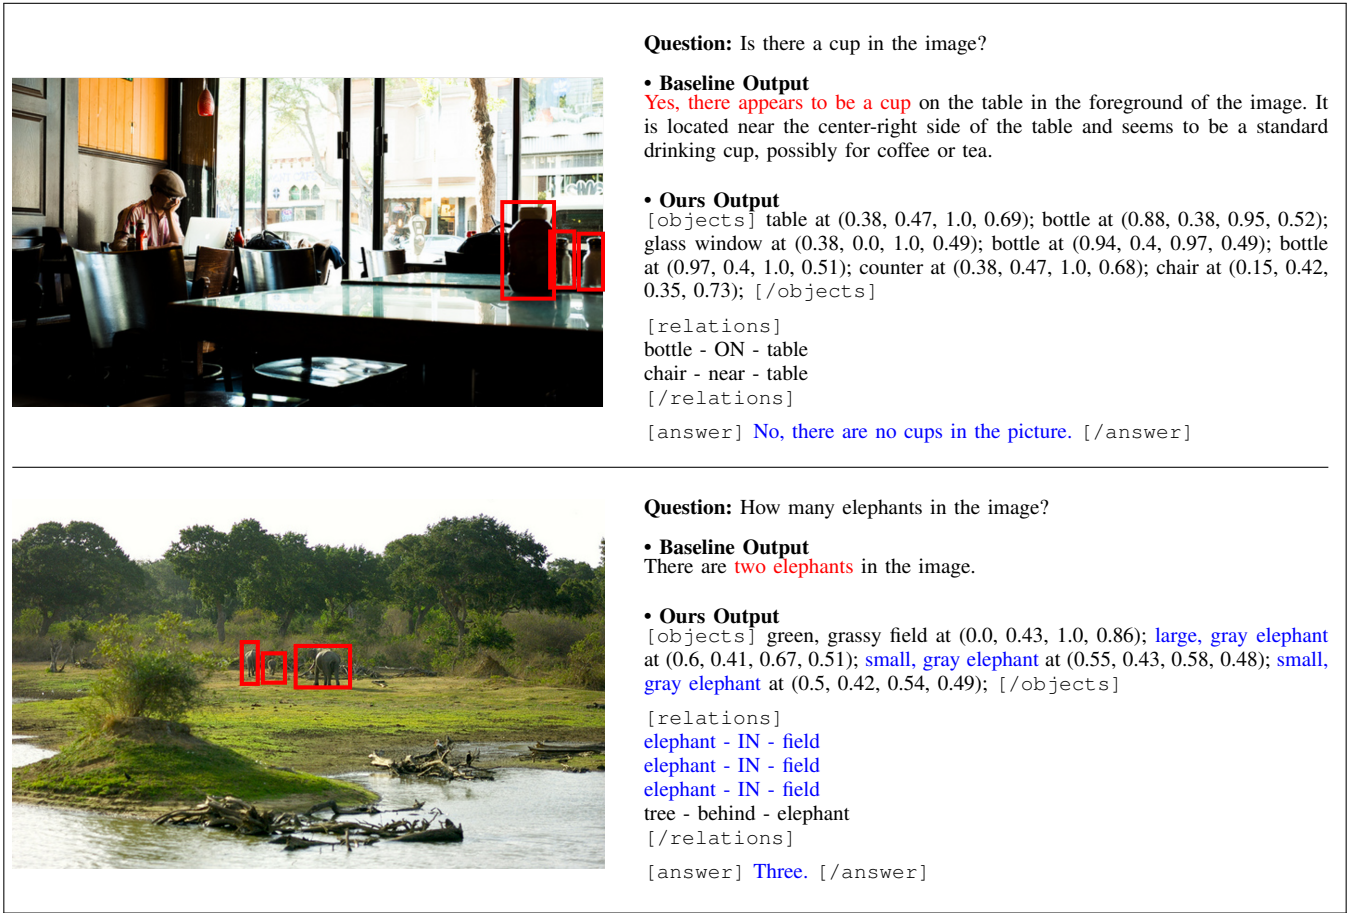 Question: Is there a cup in the image?
• Baseline Output
Yes, there appears to be a cup on the table in the foreground of the image. It
is located near the center-right side of the table and seems to be a standard
drinking cup, possibly for coffee or tea.
• Ours Output
[objects] table at (0.38, 0.47, 1.0, 0.69); bottle at (0.88, 0.38, 0.95, 0.52);
glass window at (0.38, 0.0, 1.0, 0.49); bottle at (0.94, 0.4, 0.97, 0.49); bottle
at (0.97, 0.4, 1.0, 0.51); counter at (0.38, 0.47, 1.0, 0.68); chair at (0.15, 0.42,
0.35, 0.73); [/objects]
[relations]
bottle - ON - table
chair - near - table
[/relations]
[answer] No, there are no cups in the picture. [/answer]
Question: How many elephants in the image?
• Baseline Output
There are two elephants in the image.
• Ours Output
[objects] green, grassy field at (0.0, 0.43, 1.0, 0.86); large, gray elephant
at (0.6, 0.41, 0.67, 0.51); small, gray elephant at (0.55, 0.43, 0.58, 0.48); small,
gray elephant at (0.5, 0.42, 0.54, 0.49); [/objects]
[relations]
elephant - IN - field
elephant - IN - field
elephant - IN - field
tree - behind - elephant
[/relations]
[answer] Three. [/answer]